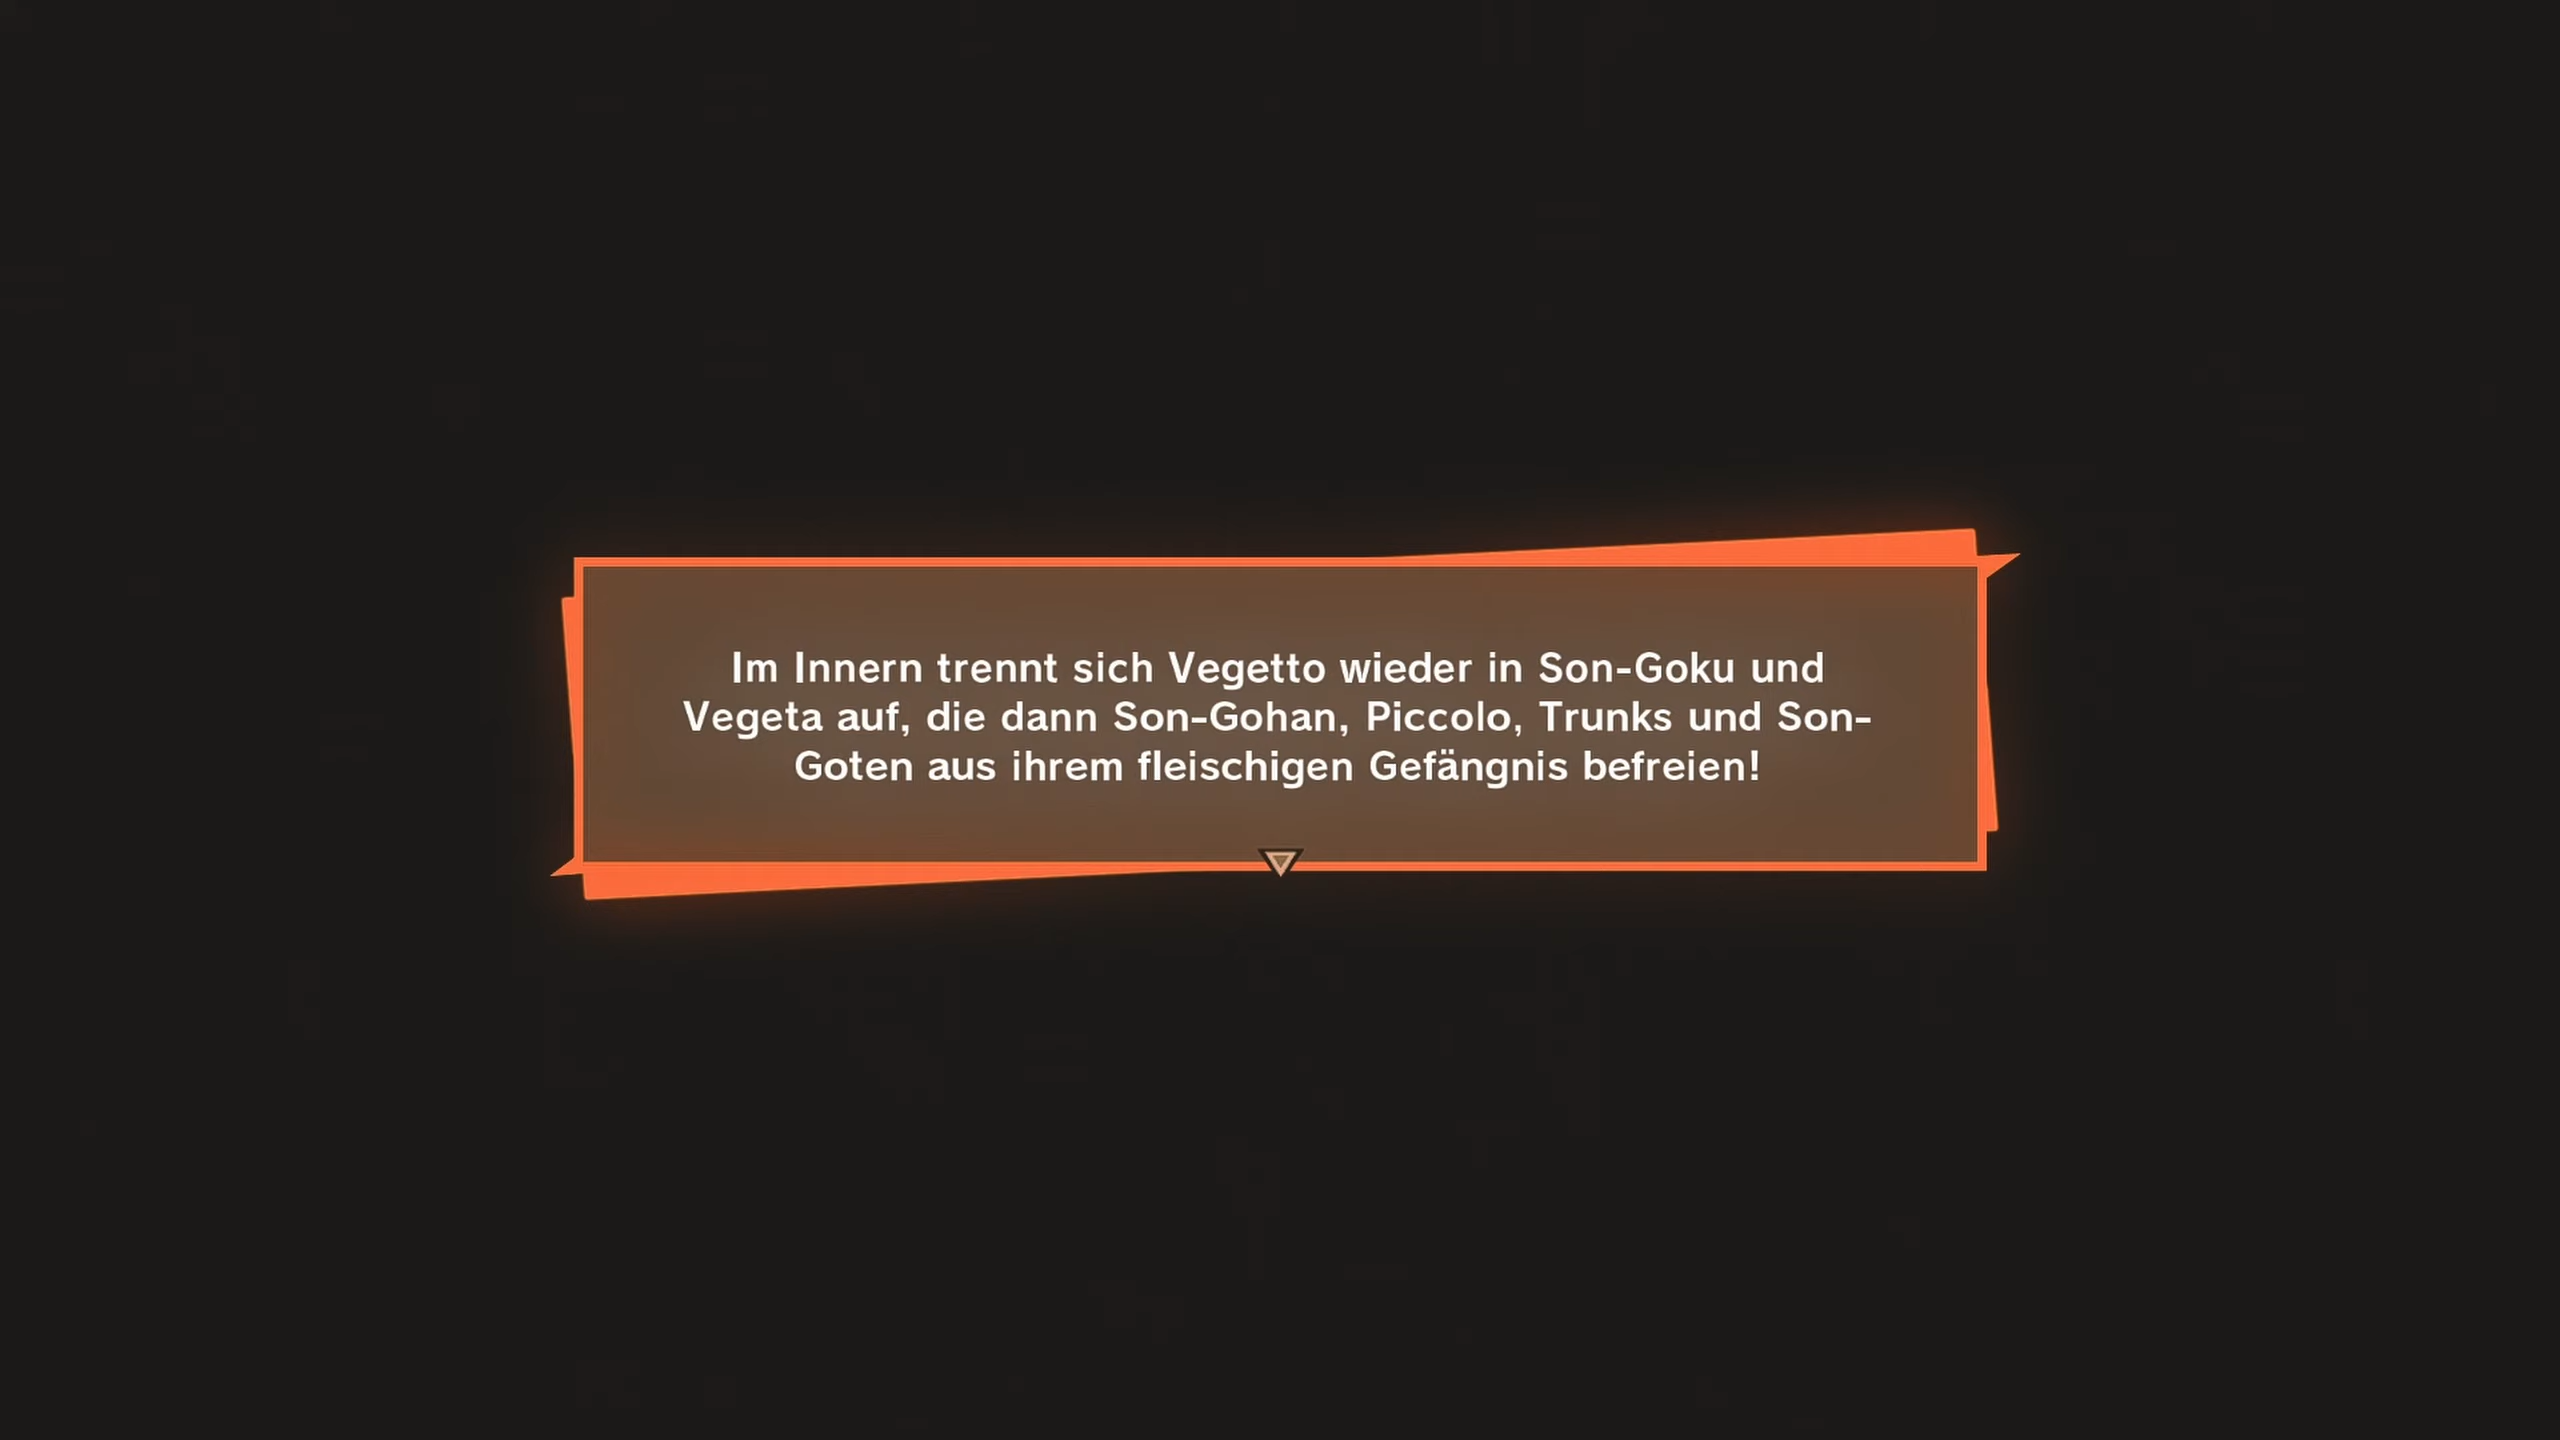 Im Innern trennt sich Vegetto wieder in Son-Goku und
Vegeta auf, die dann Son-Gohan, Piccolo, Trunks und Son-
Goten aus ihrem fleischigen Gefängnis befreien!